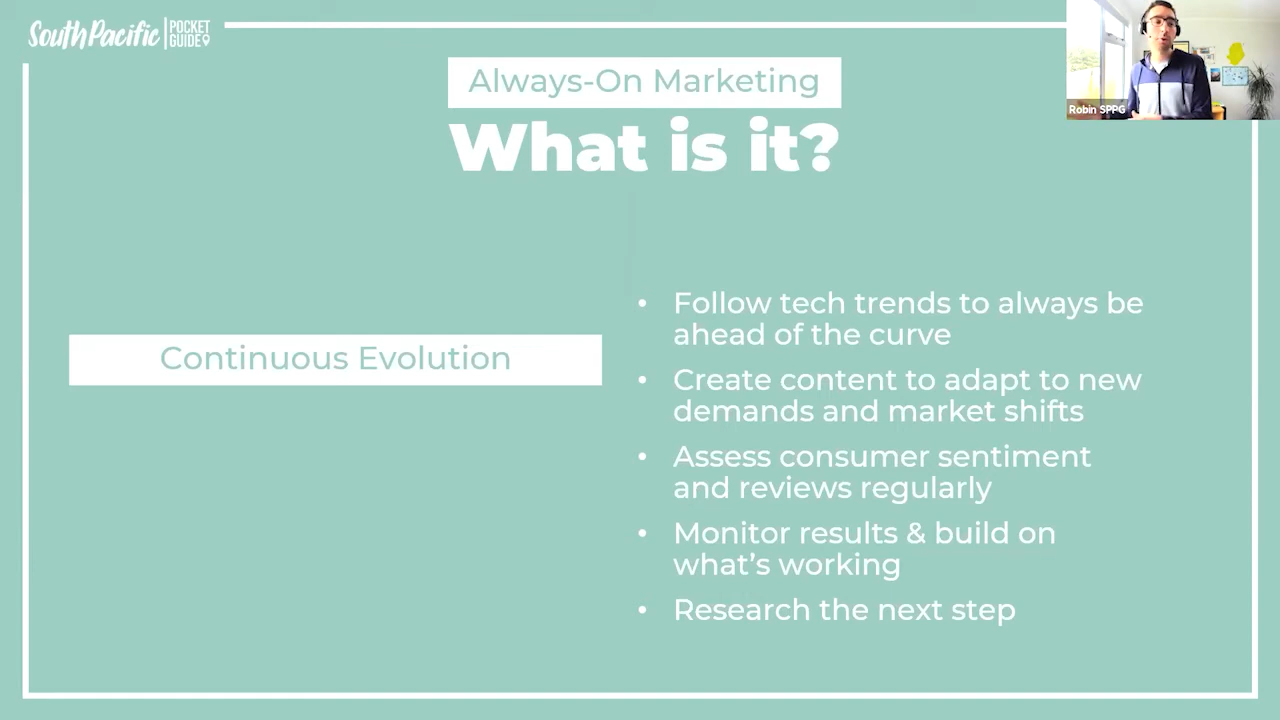 South Pacific POCKET GUIDE
Always-On Marketing
What is it?
Robin SPPG
Continuous Evolution
• Follow tech trends to always be
ahead of the curve
• Create content to adapt to new
demands and market shifts
• Assess consumer sentiment
and reviews regularly
• Monitor results & build on
what's working
• Research the next step